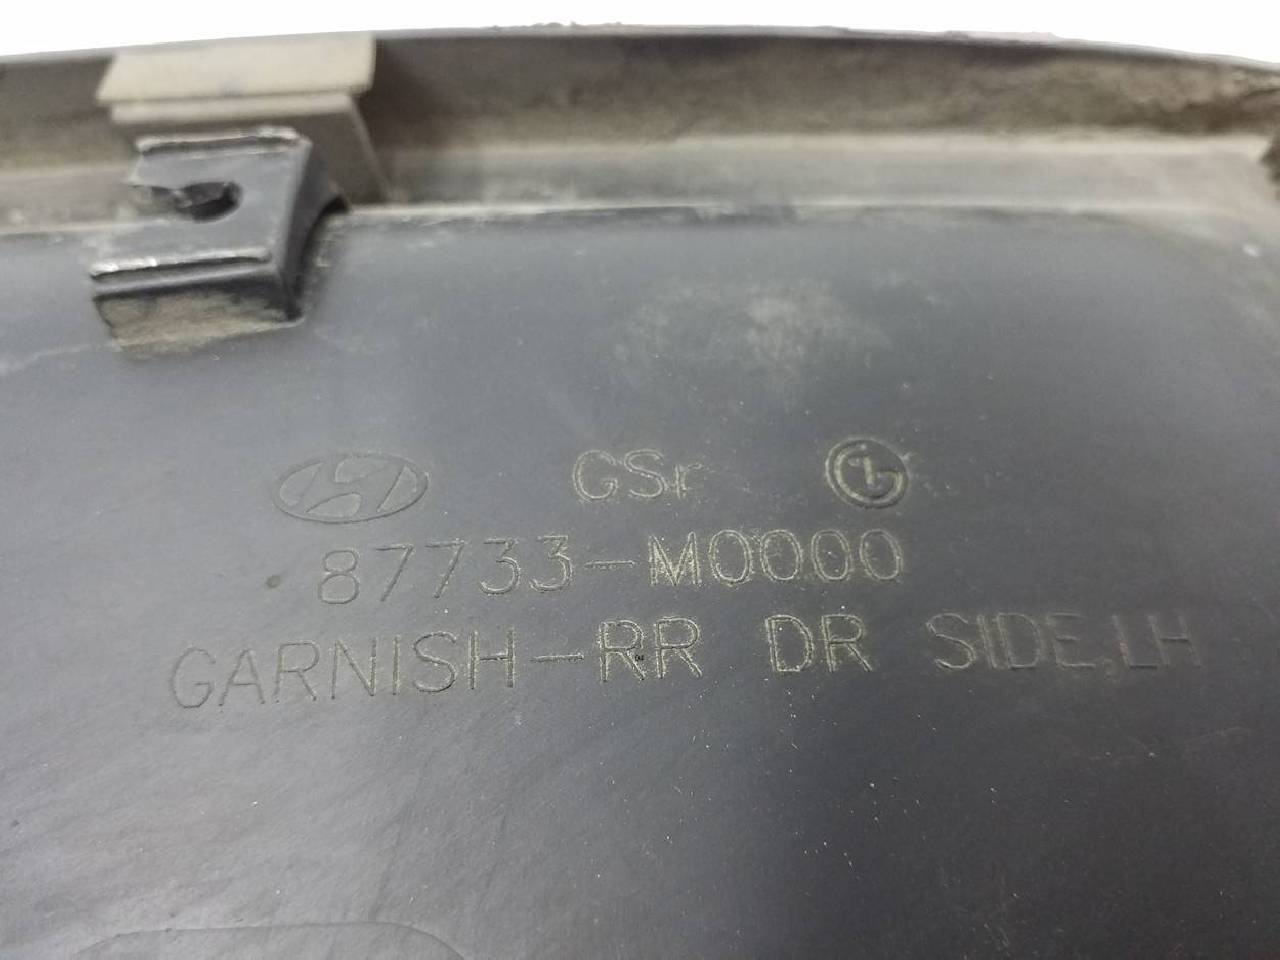 GSr
87733-M0000
GARNISH-RR DR SIDE,LH